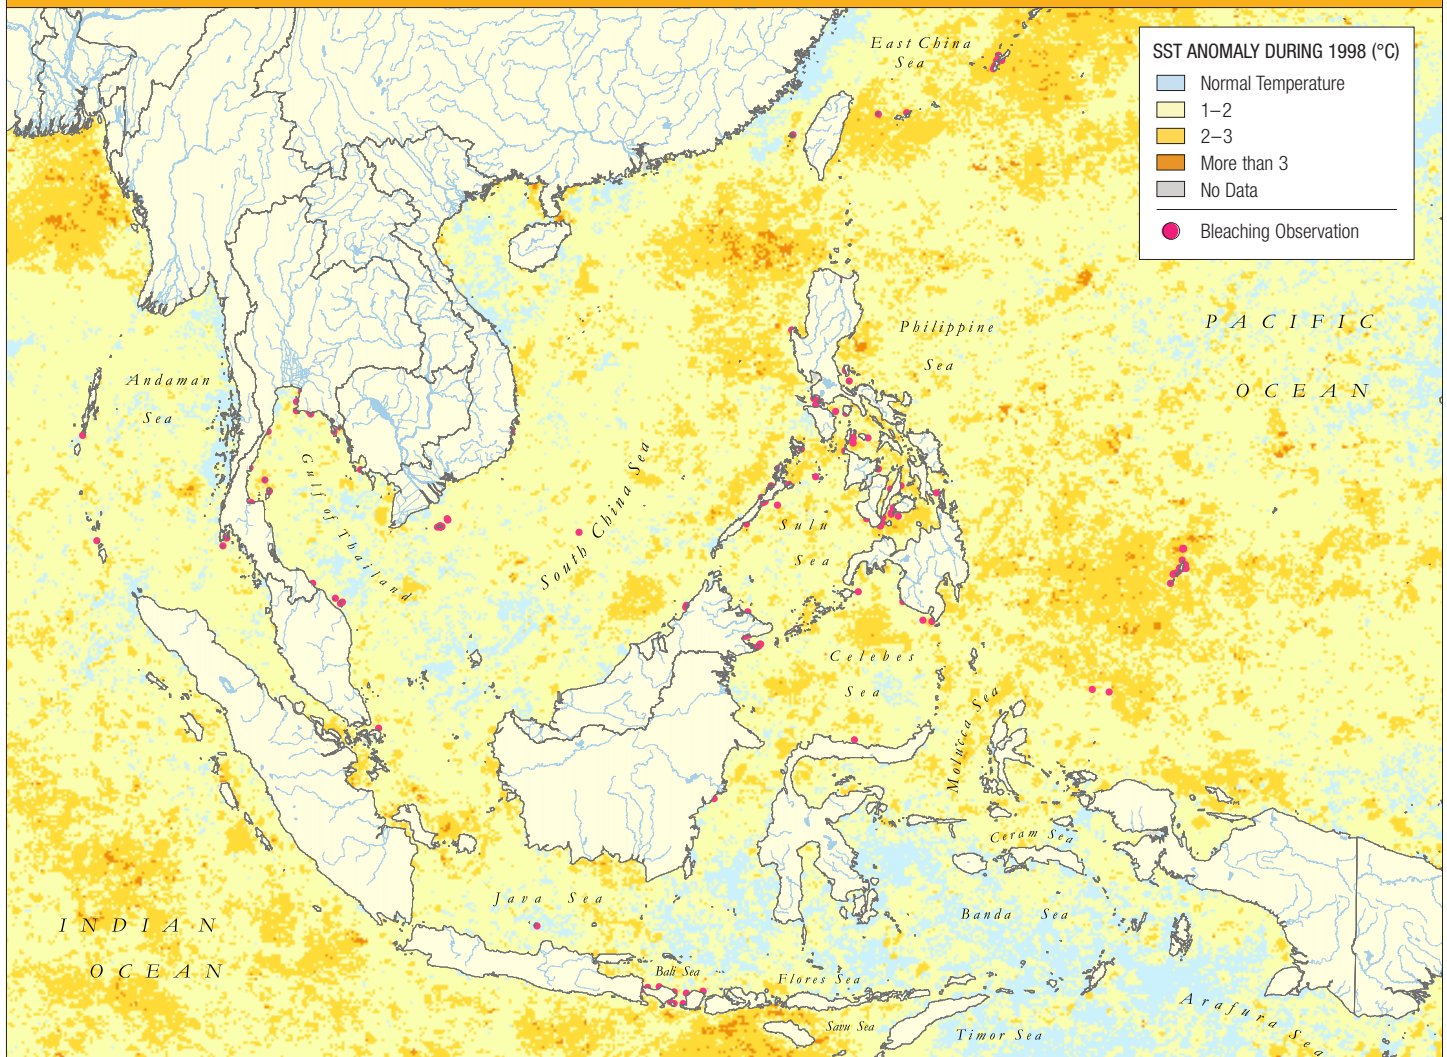 East China
Sea
SST ANOMALY DURING 1998 (°C)
Normal Temperature
1–2
2–3
More than 3
No Data
Bleaching Observation
PACIFIC
OCEAN
Philippine
Sea
Andaman
Sea
Gulf of Thailand
South China Sea
Sulu
Sea
Celebes
Sea
Molucca Sea
Ceram Sea
Java Sea
Banda Sea
INDIAN
OCEAN
Bali Sea
Flores Sea
Savu Sea
Timor Sea
Arafura Sea